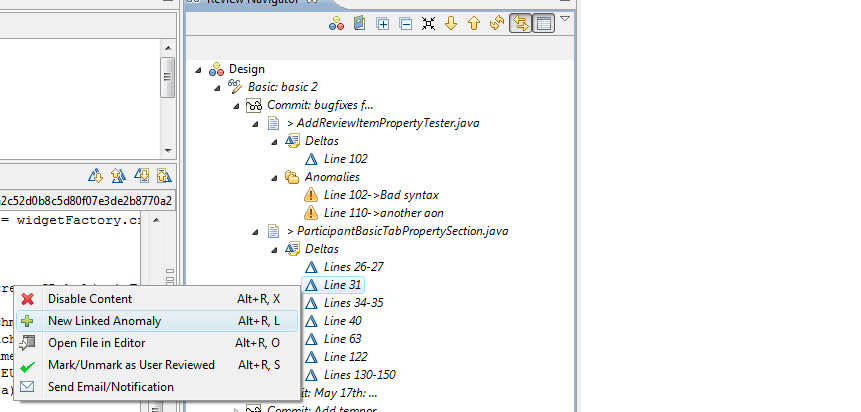 Review Navigator
Design
Basic: basic 2
Commit: bugfixes f...
> AddReviewItemPropertyTester.java
Deltas
Line 102
Anomalies
Line 102->Bad syntax
Line 110->another aon
> ParticipantBasicTabPropertySection.java
Deltas
Lines 26-27
Line 31
Lines 34-35
Line 40
Line 63
Line 122
Lines 130-150
: May 17th: ...
Commit: Add tempor
2c52d0b8c5d80f07e3de2b8770a2
= widgetFactory.cr
Disable Content Alt+R, X
New Linked Anomaly Alt+R, L
Open File in Editor Alt+R, O
Mark/Unmark as User Reviewed Alt+R, S
Send Email/Notification